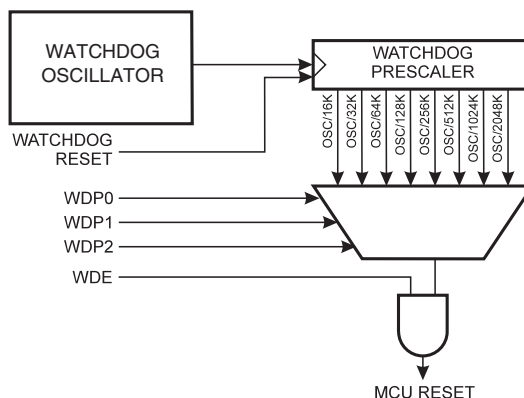 WATCHDOG
OSCILLATOR
WATCHDOG
PRESCALER
WATCHDOG
RESET
OSC/16K
OSC/32K
OSC/64K
OSC/128K
OSC/256K
OSC/512K
OSC/1024K
OSC/2048K
WDP0
WDP1
WDP2
WDE
MCU RESET